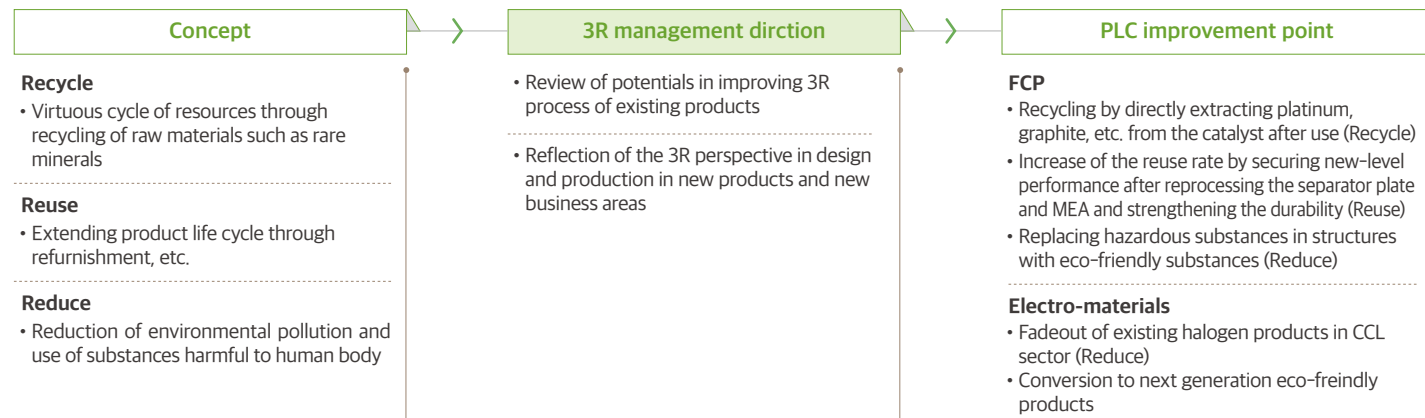 Concept
Recycle
• Virtuous cycle of resources through
recycling of raw materials such as rare
minerals
Reuse
• Extending product life cycle through
refurnishment, etc.
Reduce
• Reduction of environmental pollution and
use of substances harmful to human body
3R management dirction
• Review of potentials in improving 3R
process of existing products
• Reflection of the 3R perspective in design
and production in new products and new
business areas
PLC improvement point
FCP
• Recycling by directly extracting platinum,
graphite, etc. from the catalyst after use (Recycle)
• Increase of the reuse rate by securing new-level
performance after reprocessing the separator plate
and MEA and strengthening the durability (Reuse)
• Replacing hazardous substances in structures
with eco-friendly substances (Reduce)
Electro-materials
• Fadeout of existing halogen products in CCL
sector (Reduce)
• Conversion to next generation eco-freindly
products